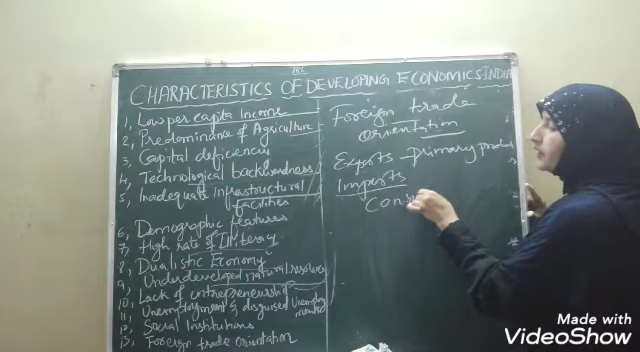 CHARACTERISTICS OF DEVELOPING ECONOMICS INDIA
1, Low per capita Income
2, Predominance of Agriculture
3, Capital deficiency
4, Technological backwardness
5, Inadequate Infrastructural
facilities
6, Demographic features
7, High Rate of Illiteracy
8, Dualistic Economy
9, Underdeveloped natural resources
10, Lack of entrepreneurship
11, Unemployment & disguised Unemployment
12, Social Institutions
13, Foreign trade orientation
Foreign trade
orientation
Exports - primary product
Imports
Con
Made with
VideoShow